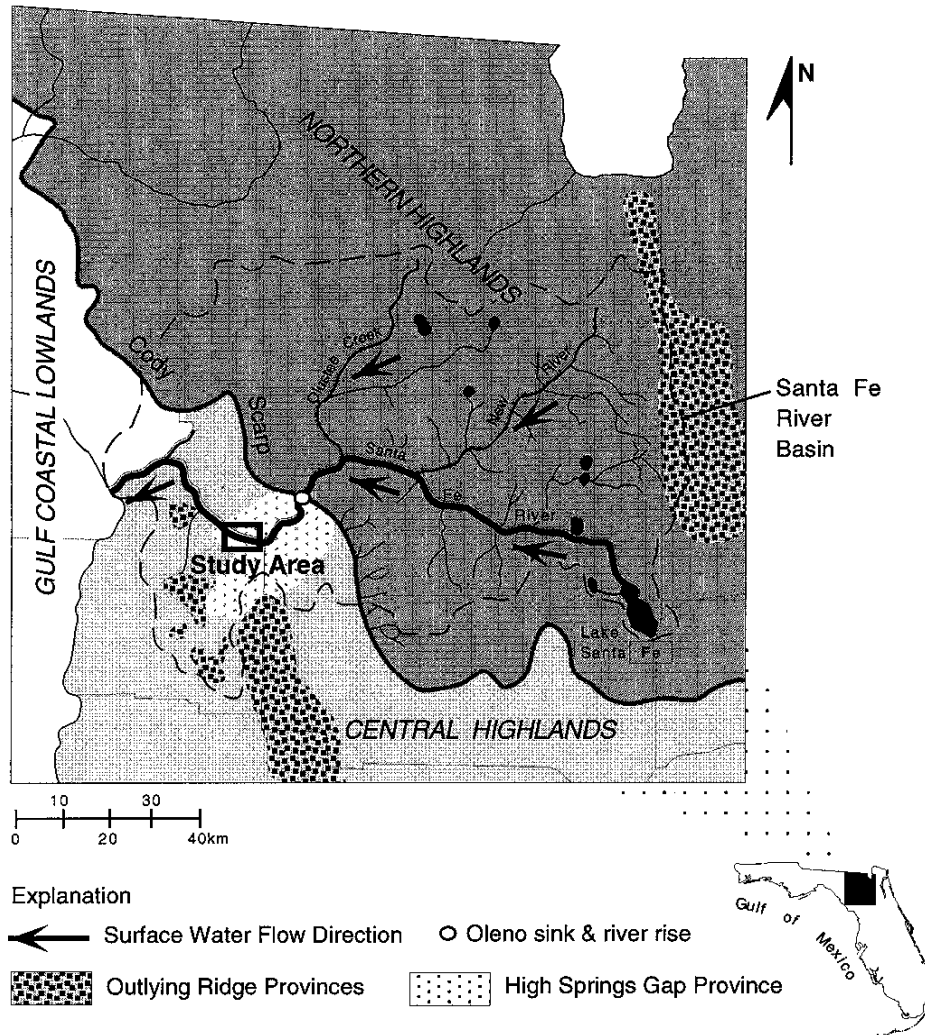 N
NORTHERN HIGHLANDS
GULF COASTAL LOWLANDS
Cody
Scarp
Olustee Creek
New River
Santa Fe River
Santa Fe
River
Basin
Study Area
Lake
Santa Fe
CENTRAL HIGHLANDS
10 30
0 20 40km
Explanation
Surface Water Flow Direction
Oleno sink & river rise
Outlying Ridge Provinces
High Springs Gap Province
Gulf of Mexico